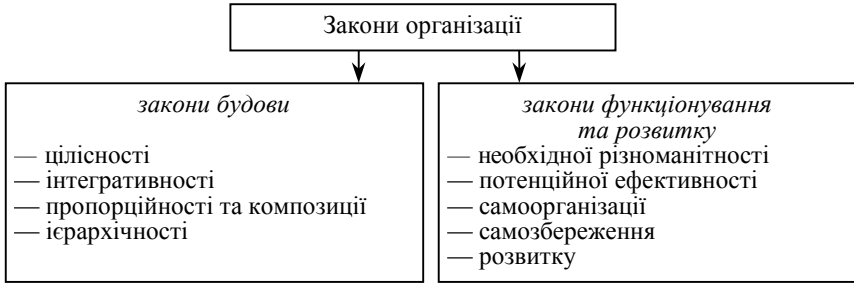 Закони організації
закони будови
— цілісності
— інтегративності
— пропорційності та композиції
— ієрархічності
закони функціонування
та розвитку
— необхідної різноманітності
— потенційної ефективності
— самоорганізації
— самозбереження
— розвитку